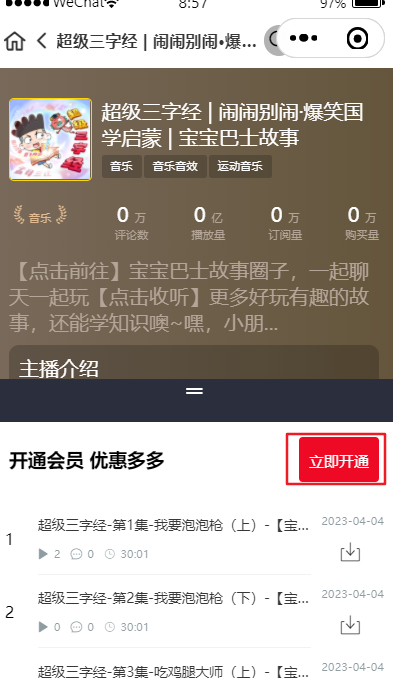 WeChat
8:57
97%
超级三字经 | 闹闹别闹·爆...
超级三字经 | 闹闹别闹·爆笑国
学启蒙 | 宝宝巴士故事
音乐 音乐音效 运动音乐
音乐
0 万 0 亿 0 万 0 万
评论数 播放量 订阅量 购买量
【点击前往】宝宝巴士故事圈子，一起聊
天一起玩【点击收听】更多好玩有趣的故
事，还能学知识噢~嘿，小朋...
主播介绍
开通会员 优惠多多
立即开通
1
超级三字经-第1集-我要泡泡枪（上）-【宝...
2023-04-04
2 0 30:01
2
超级三字经-第2集-我要泡泡枪（下）-【宝...
2023-04-04
0 0 30:01
超级三字经-第3集-吃鸡腿大师（上）-【宝...
2023-04-04